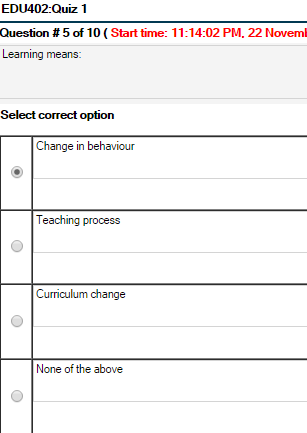 EDU402:Quiz 1
Question # 5 of 10 ( Start time: 11:14:02 PM, 22 
Learning means:
Select correct option
Change in behaviour
Teaching process
Curriculum change
None of the above